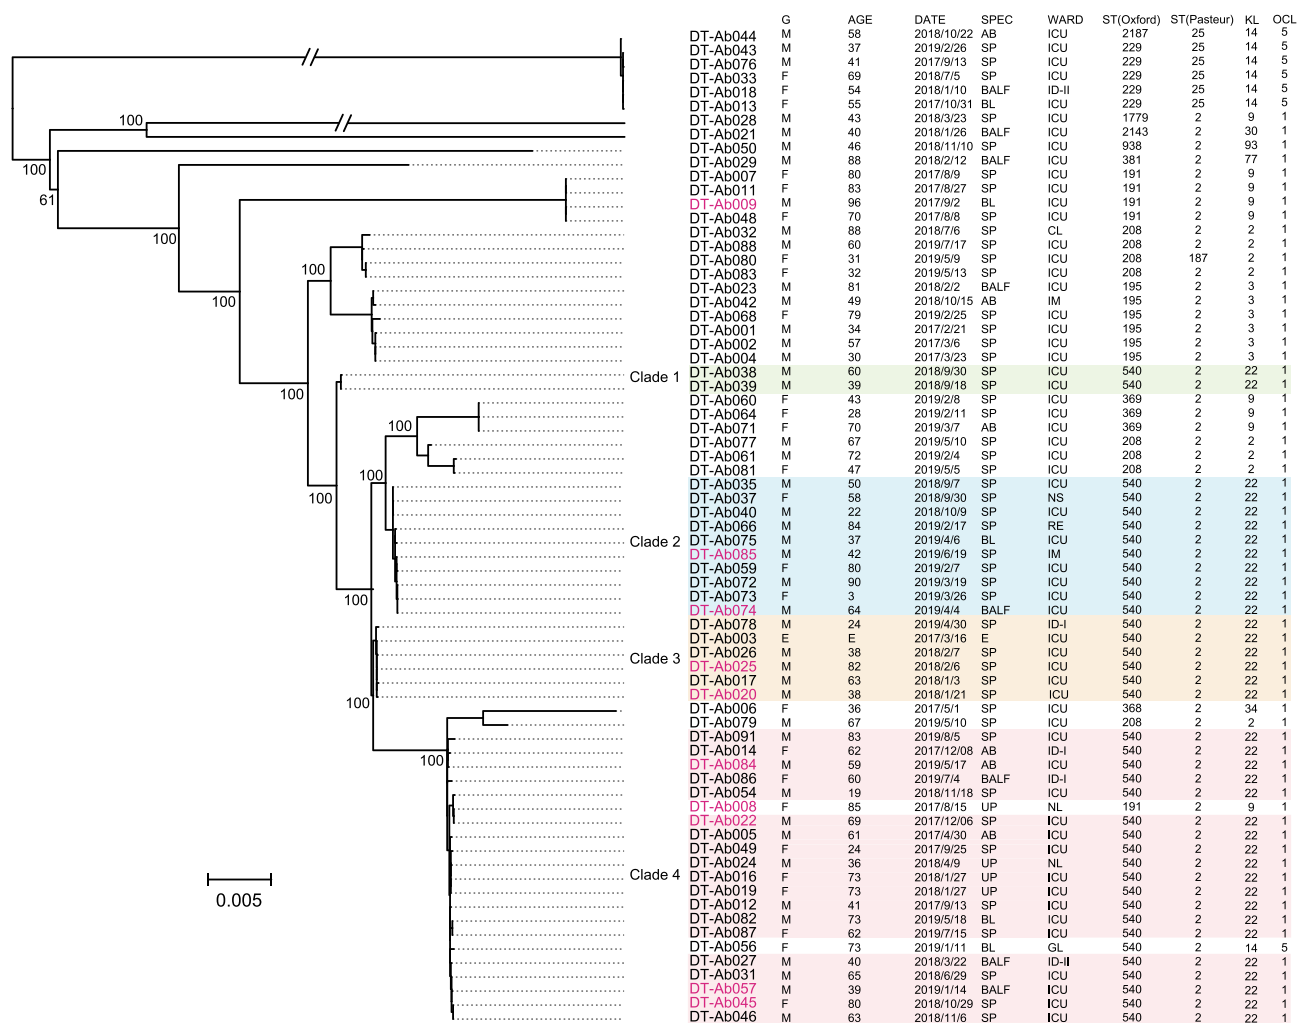 G AGE DATE SPEC WARD ST(Oxford) ST(Pasteur) KL OCL
DT-Ab044 M 58 2018/10/22 AB ICU 2187 25 14 5
DT-Ab043 M 37 2019/2/26 SP ICU 229 25 14 5
DT-Ab076 M 41 2017/9/13 SP ICU 229 25 14 5
DT-Ab033 F 69 2018/7/5 SP ICU 229 25 14 5
DT-Ab018 F 54 2018/1/10 BALF ID-II 229 25 14 5
DT-Ab013 F 55 2017/10/31 BL ICU 229 25 14 5
100 DT-Ab028 M 43 2018/3/23 SP ICU 1779 2 9 1
DT-Ab021 M 40 2018/1/26 BALF ICU 2143 2 30 1
DT-Ab050 M 46 2018/11/10 SP ICU 938 2 93 1
100 DT-Ab029 M 88 2018/2/12 BALF ICU 381 2 77 1
DT-Ab007 F 80 2017/8/9 SP ICU 191 2 9 1
DT-Ab011 F 83 2017/8/27 SP ICU 191 2 9 1
61 DT-Ab009 M 96 2017/9/2 BL ICU 191 2 9 1
DT-Ab048 F 70 2017/8/8 SP ICU 191 2 9 1
DT-Ab032 M 88 2018/7/6 CL ICU 208 2 2 1
100 DT-Ab088 M 60 2019/7/17 SP ICU 208 2 2 1
DT-Ab080 F 31 2019/5/9 SP ICU 208 187 2 1
100 DT-Ab083 F 32 2019/5/13 SP ICU 208 2 2 1
DT-Ab023 M 81 2018/2/2 BALF ICU 195 2 3 1
100 DT-Ab042 M 49 2018/10/15 AB IM 195 2 3 1
DT-Ab068 F 79 2019/2/25 SP ICU 195 2 3 1
DT-Ab001 M 34 2017/2/21 SP ICU 195 2 3 1
DT-Ab002 M 57 2017/3/6 SP ICU 195 2 3 1
DT-Ab004 M 30 2017/3/23 SP ICU 195 2 3 1
Clade 1 DT-Ab038 M 60 2018/9/30 SP ICU 540 2 22 1
100 DT-Ab039 M 39 2018/9/18 SP ICU 540 2 22 1
DT-Ab060 F 43 2019/2/8 SP ICU 369 2 9 1
DT-Ab064 F 28 2019/2/11 SP ICU 369 2 9 1
100 DT-Ab071 F 70 2019/3/7 AB ICU 369 2 9 1
DT-Ab077 M 67 2019/5/10 SP ICU 208 2 2 1
DT-Ab061 M 72 2019/2/4 SP ICU 208 2 2 1
100 DT-Ab081 F 47 2019/5/5 SP ICU 208 2 2 1
DT-Ab035 M 50 2018/9/7 SP ICU 540 2 22 1
100 DT-Ab037 F 58 2018/9/30 SP NS 540 2 22 1
DT-Ab040 M 22 2018/10/9 SP ICU 540 2 22 1
DT-Ab066 M 84 2019/2/17 SP RE 540 2 22 1
Clade 2 DT-Ab075 M 37 2019/4/6 BL ICU 540 2 22 1
DT-Ab085 M 42 2019/6/19 SP IM 540 2 22 1
DT-Ab059 F 80 2019/2/7 SP ICU 540 2 22 1
DT-Ab072 M 90 2019/3/19 SP ICU 540 2 22 1
100 DT-Ab073 F 3 2019/3/26 SP ICU 540 2 22 1
DT-Ab074 M 64 2019/4/4 BALF ICU 540 2 22 1
DT-Ab078 M 24 2019/4/30 SP ID-I 540 2 22 1
DT-Ab003 E E 2017/3/16 E ICU 540 2 22 1
Clade 3 DT-Ab026 M 38 2018/2/7 SP ICU 540 2 22 1
DT-Ab025 M 82 2018/2/6 SP ICU 540 2 22 1
DT-Ab017 M 63 2018/1/3 SP ICU 540 2 22 1
100 DT-Ab020 M 38 2018/1/21 SP ICU 540 2 22 1
DT-Ab006 F 36 2017/5/1 SP ICU 368 2 34 1
DT-Ab079 M 67 2019/5/10 SP ICU 208 2 2 1
DT-Ab091 M 83 2019/8/5 SP ICU 540 2 22 1
DT-Ab014 F 62 2017/12/08 AB ID-I 540 2 22 1
100 DT-Ab084 M 59 2019/5/17 AB ICU 540 2 22 1
DT-Ab086 F 60 2019/7/4 BALF ID-I 540 2 22 1
DT-Ab054 M 19 2018/11/18 SP ICU 540 2 22 1
DT-Ab008 F 85 2017/8/15 UP NL 191 2 9 1
DT-Ab022 M 69 2017/12/06 SP ICU 540 2 22 1
DT-Ab005 M 61 2017/4/30 AB ICU 540 2 22 1
DT-Ab049 F 24 2017/9/25 SP ICU 540 2 22 1
DT-Ab024 M 36 2018/4/9 UP NL 540 2 22 1
Clade 4 DT-Ab016 F 73 2018/1/27 UP ICU 540 2 22 1
DT-Ab019 F 73 2018/1/27 UP ICU 540 2 22 1
0.005 DT-Ab012 M 41 2017/9/13 SP ICU 540 2 22 1
DT-Ab082 M 73 2019/5/18 BL ICU 540 2 22 1
DT-Ab087 F 62 2019/7/15 SP ICU 540 2 22 1
DT-Ab056 F 73 2019/1/11 BL GL 540 2 14 5
DT-Ab027 M 40 2018/3/22 BALF ID-II 540 2 22 1
DT-Ab031 M 65 2018/6/29 SP ICU 540 2 22 1
DT-Ab057 M 39 2019/1/14 BALF ICU 540 2 22 1
DT-Ab045 F 80 2018/10/29 SP ICU 540 2 22 1
DT-Ab046 M 63 2018/11/6 SP ICU 540 2 22 1